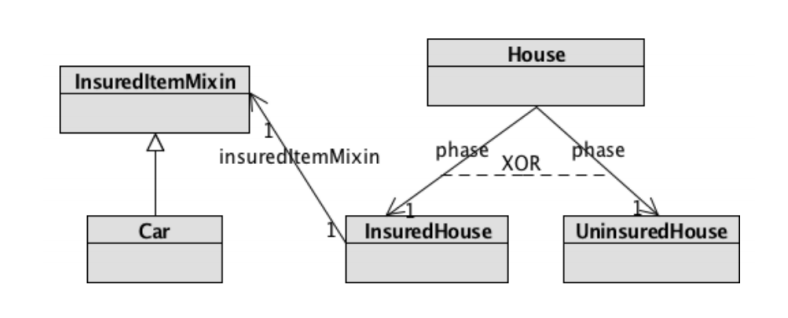 House
InsuredItemMixin
1
insuredItemMixin
phase
phase
XOR
1
1
1
Car
InsuredHouse
UninsuredHouse